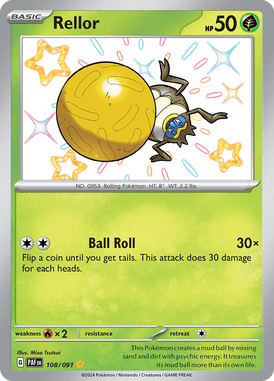 BASIC Rellor HP 50
NO. 0953 Rolling Pokémon HT: 8" WT: 2.2 lbs.
Ball Roll 30×
Flip a coin until you get tails. This attack does 30 damage
for each heads.
weakness ×2 resistance retreat
Illus. Misa Tsutsui
This Pokémon creates a mud ball by mixing
sand and dirt with psychic energy. It treasures
its mud ball more than its own life.
G PAF EN 108/091
©2024 Pokémon / Nintendo / Creatures / GAME FREAK